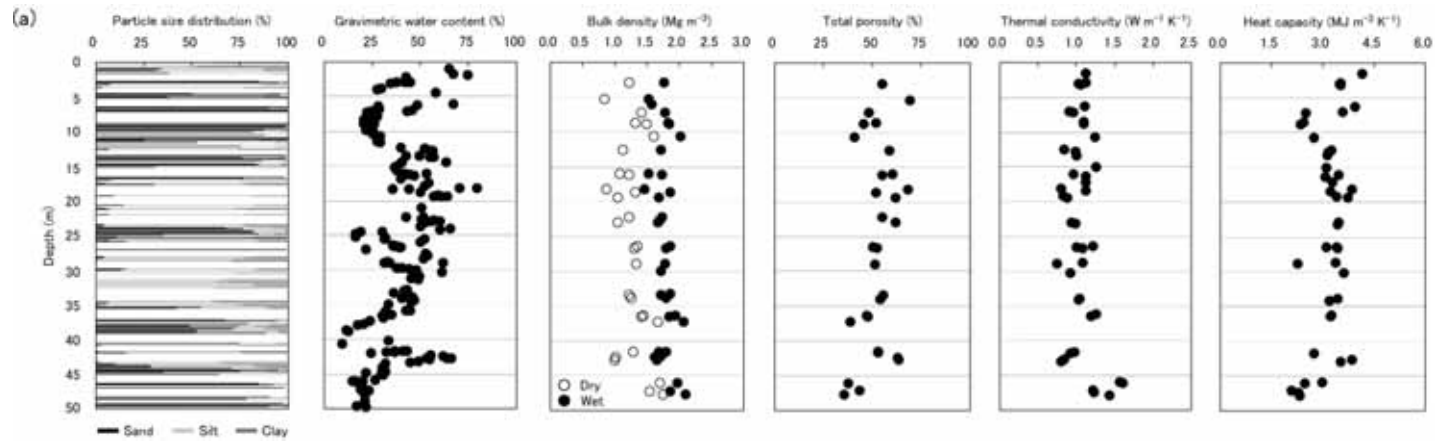 (a)
Particle size distribution (%) Gravimetric water content (%) Bulk density (Mg m⁻³) Total porosity (%) Thermal conductivity (W m⁻¹ K⁻¹) Heat capacity (MJ m⁻³ K⁻¹)
0 25 50 75 100 0 25 50 75 100 0.0 0.5 1.0 1.5 2.0 2.5 3.0 0 25 50 75 100 0.0 0.5 1.0 1.5 2.0 2.5 0.0 1.5 3.0 4.5 6.0
0
5
10
15
20
Depth (m)
25
30
35
40
45
Dry
Wet
50
Sand Silt Clay